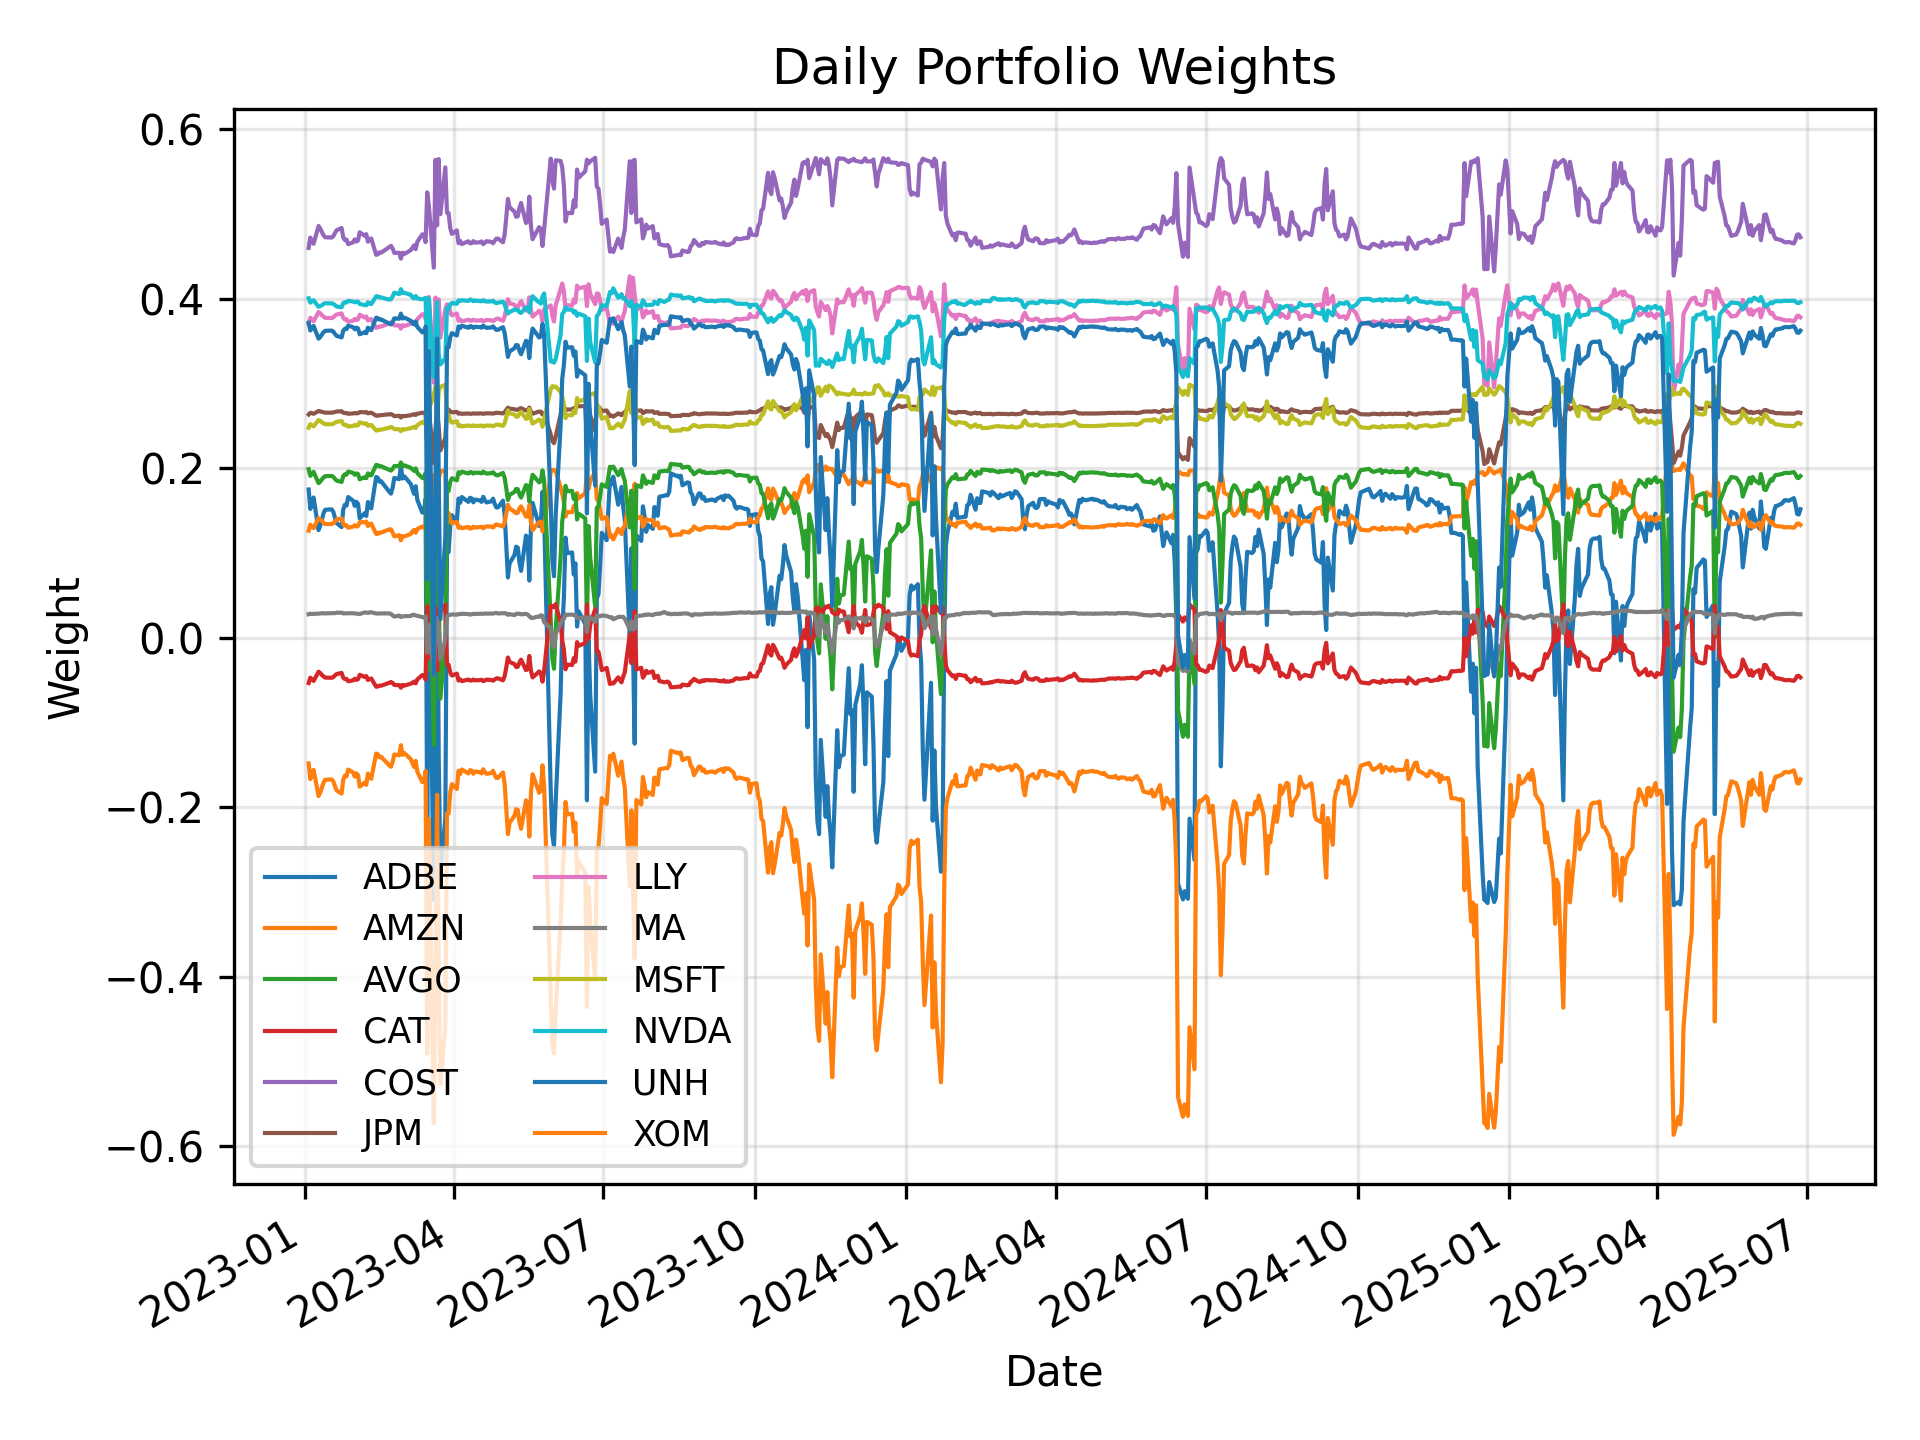 Daily Portfolio Weights
0.6
0.4
0.2
0.0
−0.2
−0.4
−0.6
Weight
ADBE
AMZN
AVGO
CAT
COST
JPM
LLY
MA
MSFT
NVDA
UNH
XOM
2023-01
2023-04
2023-07
2023-10
2024-01
2024-04
2024-07
2024-10
2025-01
2025-04
2025-07
Date